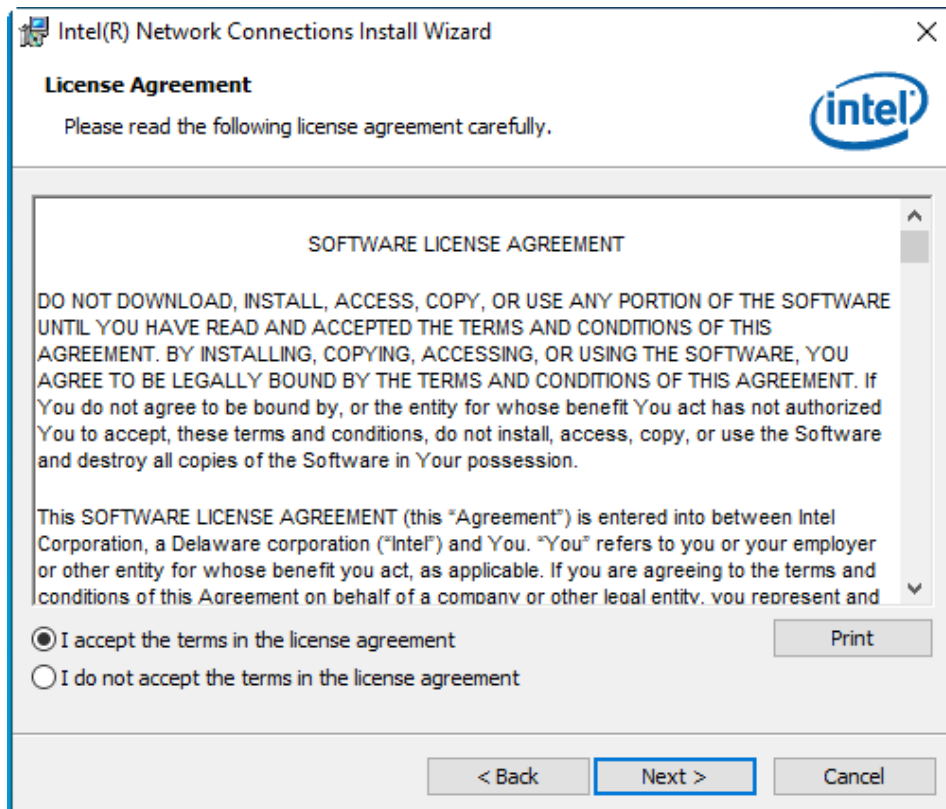 Intel(R) Network Connections Install Wizard
License Agreement
Please read the following license agreement carefully.
intel
SOFTWARE LICENSE AGREEMENT
DO NOT DOWNLOAD, INSTALL, ACCESS, COPY, OR USE ANY PORTION OF THE SOFTWARE
UNTIL YOU HAVE READ AND ACCEPTED THE TERMS AND CONDITIONS OF THIS
AGREEMENT. BY INSTALLING, COPYING, ACCESSING, OR USING THE SOFTWARE, YOU
AGREE TO BE LEGALLY BOUND BY THE TERMS AND CONDITIONS OF THIS AGREEMENT. If
You do not agree to be bound by, or the entity for whose benefit You act has not authorized
You to accept, these terms and conditions, do not install, access, copy, or use the Software
and destroy all copies of the Software in Your possession.
This SOFTWARE LICENSE AGREEMENT (this “Agreement”) is entered into between Intel
Corporation, a Delaware corporation (“Intel”) and You. “You” refers to you or your employer
or other entity for whose benefit you act, as applicable. If you are agreeing to the terms and
conditions of this Agreement on behalf of a company or other legal entity, you represent and
I accept the terms in the license agreement
Print
I do not accept the terms in the license agreement
< Back
Next >
Cancel